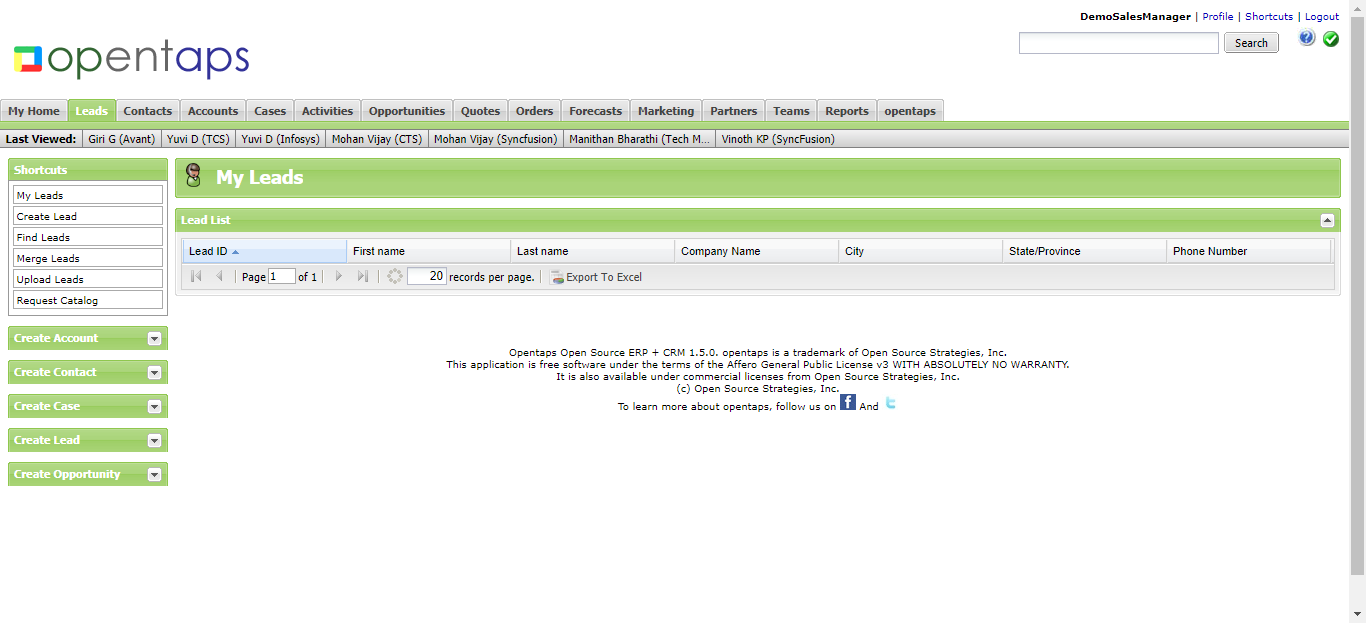 DemoSalesManager | Profile | Shortcuts | Logout
opentaps
Search
My Home Leads Contacts Accounts Cases Activities Opportunities Quotes Orders Forecasts Marketing Partners Teams Reports opentaps
Last Viewed: Giri G (Avant) Yuvi D (TCS) Yuvi D (Infosys) Mohan Vijay (CTS) Mohan Vijay (Syncfusion) Manithan Bharathi (Tech M... Vinoth KP (SyncFusion)
Shortcuts
My Leads
Create Lead
Find Leads
Merge Leads
Upload Leads
Request Catalog
Create Account
Create Contact
Create Case
Create Lead
Create Opportunity
My Leads
Lead List
Lead ID First name Last name Company Name City State/Province Phone Number
Page 1 of 1 20 records per page. Export To Excel
Opentaps Open Source ERP + CRM 1.5.0. opentaps is a trademark of Open Source Strategies, Inc.
This application is free software under the terms of the Affero General Public License v3 WITH ABSOLUTELY NO WARRANTY.
It is also available under commercial licenses from Open Source Strategies, Inc.
(c) Open Source Strategies, Inc.
To learn more about opentaps, follow us on f And t